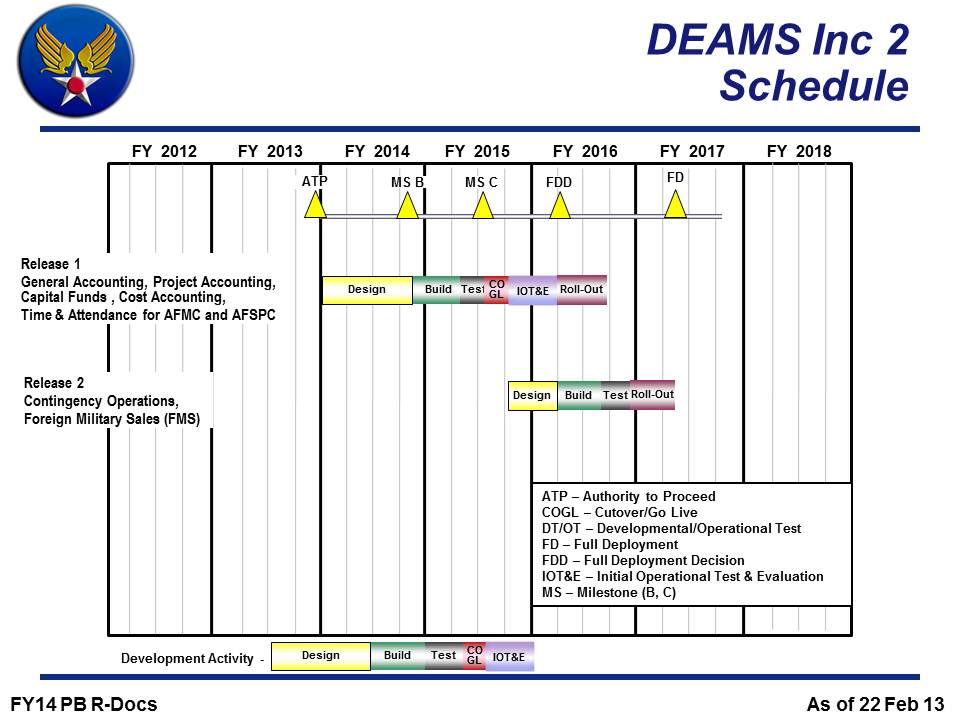 DEAMS Inc 2
Schedule
FY 2012 FY 2013 FY 2014 FY 2015 FY 2016 FY 2017 FY 2018
ATP MS B MS C FDD FD
Release 1
General Accounting, Project Accounting,
Capital Funds , Cost Accounting,
Time & Attendance for AFMC and AFSPC
Design Build Test CO GL IOT&E Roll-Out
Release 2
Contingency Operations,
Foreign Military Sales (FMS)
Design Build Test Roll-Out
ATP – Authority to Proceed
COGL – Cutover/Go Live
DT/OT – Developmental/Operational Test
FD – Full Deployment
FDD – Full Deployment Decision
IOT&E – Initial Operational Test & Evaluation
MS – Milestone (B, C)
Development Activity - Design Build Test CO GL IOT&E
FY14 PB R-Docs As of 22 Feb 13